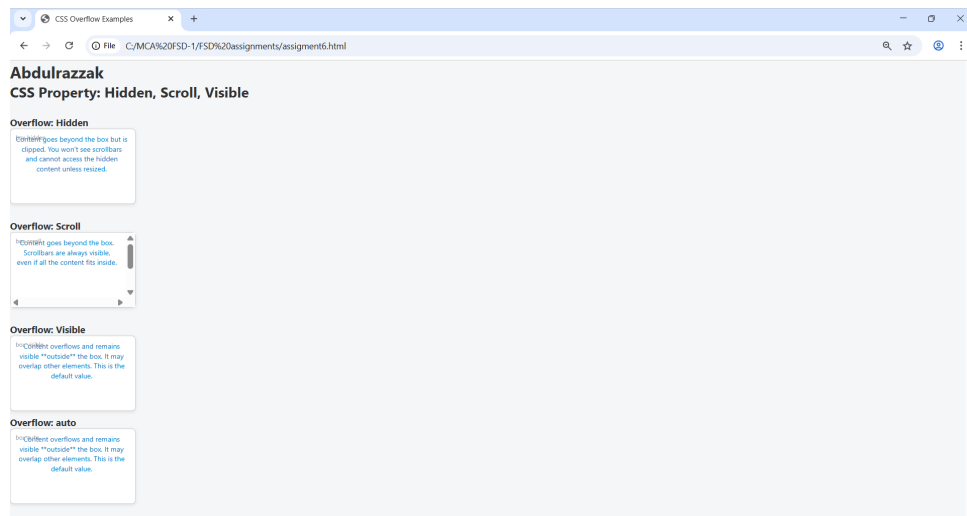 CSS Overflow Examples
File C:/MCA%20FSD-1/FSD%20assignments/assigment6.html
Abdulrazzak
CSS Property: Hidden, Scroll, Visible
Overflow: Hidden
Content goes beyond the box but is
clipped. You won't see scrollbars
and cannot access the hidden
content unless resized.
Overflow: Scroll
Content goes beyond the box.
Scrollbars are always visible,
even if all the content fits inside.
Overflow: Visible
Content overflows and remains
visible **outside** the box. It may
overlap other elements. This is the
default value.
Overflow: auto
Content overflows and remains
visible **outside** the box. It may
overlap other elements. This is the
default value.